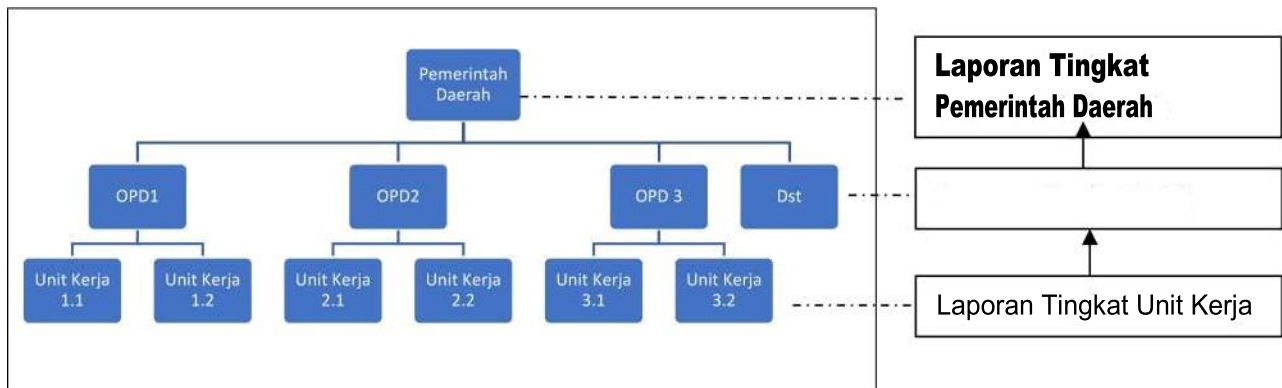 Pemerintah
Daerah
OPD1
OPD2
OPD 3
Dst
Unit Kerja
1.1
Unit Kerja
1.2
Unit Kerja
2.1
Unit Kerja
2.2
Unit Kerja
3.1
Unit Kerja
3.2
Laporan Tingkat
Pemerintah Daerah
Laporan Tingkat Unit Kerja